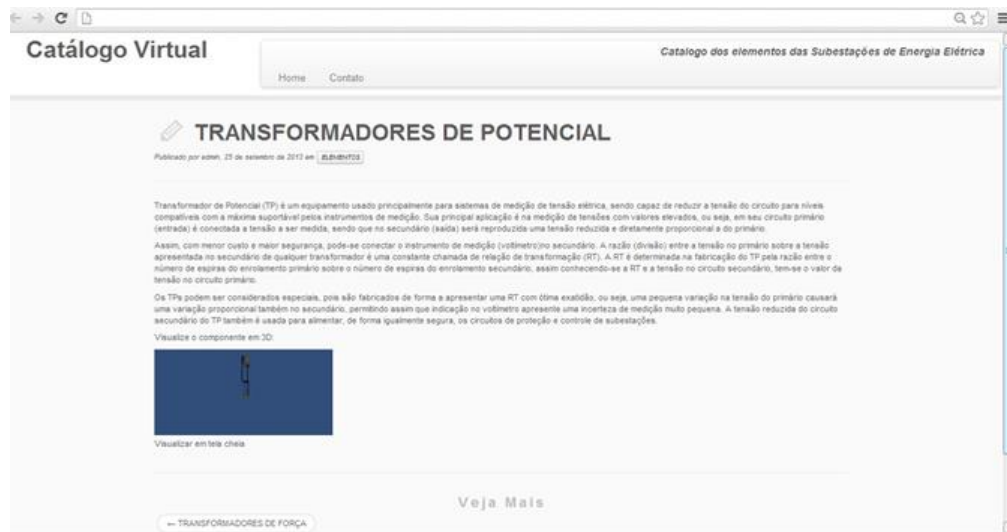 Catálogo Virtual
Catalogo dos elementos das Subestações de Energia Elétrica
Home Contato
TRANSFORMADORES DE POTENCIAL
Publicado por admin, 25 de setembro de 2013 em ELEMENTOS
Transformador de Potencial (TP) é um equipamento usado principalmente para sistemas de medição de tensão elétrica, sendo capaz de reduzir a tensão do circuito para níveis
compatíveis com a máxima suportável pelos instrumentos de medição. Sua principal aplicação é na medição de tensões com valores elevados, ou seja, em seu circuito primário
(entrada) é conectada a tensão a ser medida, sendo que no secundário (saída) será reproduzida uma tensão reduzida e diretamente proporcional a do primário.
Assim, com menor custo e maior segurança, pode-se conectar o instrumento de medição (voltímetro)no secundário. A razão (divisão) entre a tensão no primário sobre a tensão
apresentada no secundário de qualquer transformador é uma constante chamada de relação de transformação (RT). A RT é determinada na fabricação do TP pela razão entre o
número de espiras do enrolamento primário sobre o número de espiras do enrolamento secundário, assim conhecendo-se a RT e a tensão no circuito secundário, tem-se o valor da
tensão no circuito primário.
Os TPs podem ser considerados especiais, pois são fabricados de forma a apresentar uma RT com ótima exatidão, ou seja, uma pequena variação na tensão do primário causará
uma variação proporcional também no secundário, permitindo assim que indicação no voltímetro apresente uma incerteza de medição muito pequena. A tensão reduzida do circuito
secundário do TP também é usada para alimentar, de forma igualmente segura, os circuitos de proteção e controle de subestações.
Visualize o componente em 3D:
Visualizar em tela cheia
Veja Mais
← TRANSFORMADORES DE FORÇA